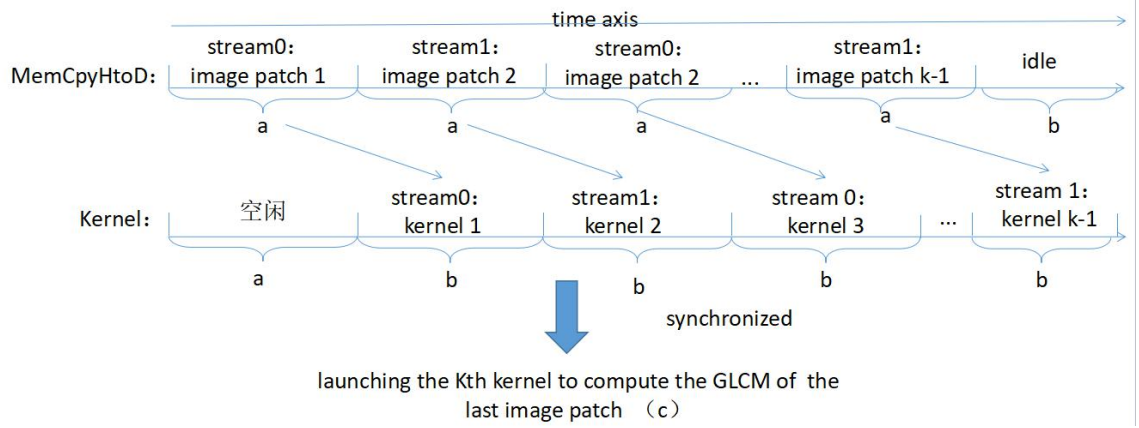 time axis
stream0： stream1： stream0： stream1：
MemCpyHtoD： image patch 1 image patch 2 image patch 2 ... image patch k-1 idle
a a a a b
stream0： stream1： stream 0： stream 1：
Kernel： 空闲 kernel 1 kernel 2 kernel 3 ... kernel k-1
a b b b b
synchronized
launching the Kth kernel to compute the GLCM of the
last image patch （c）